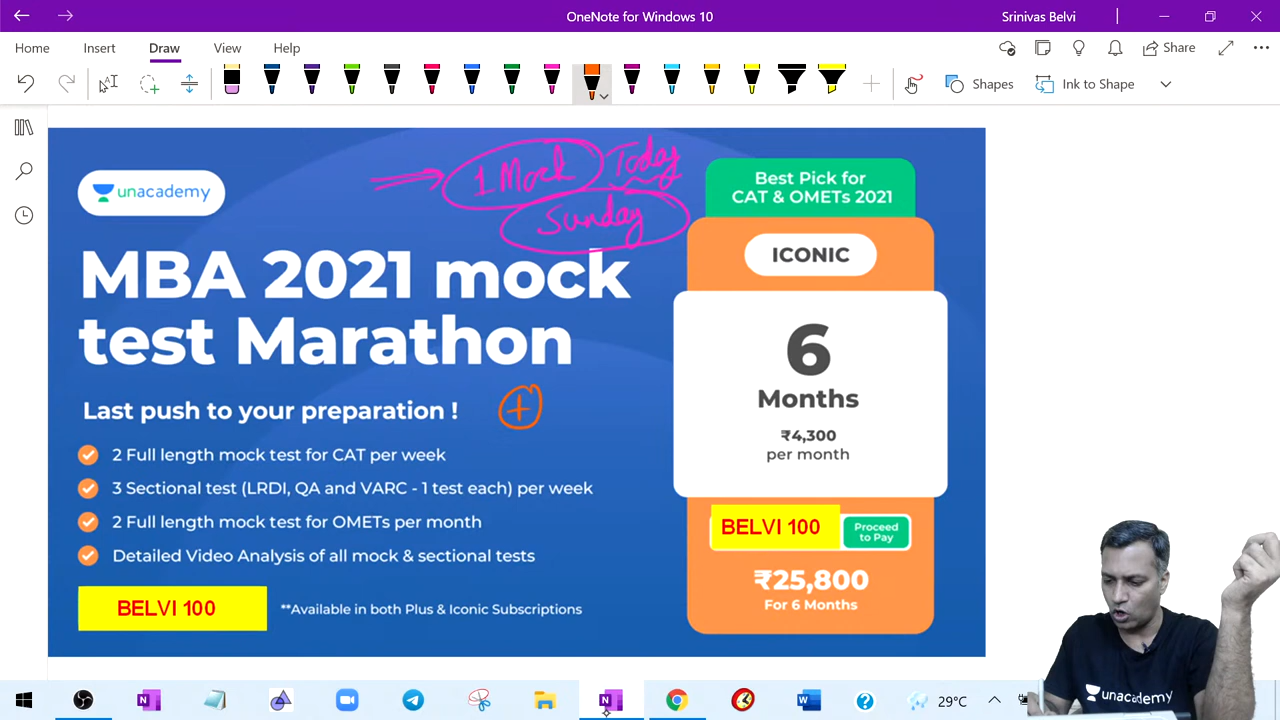 OneNote for Windows 10
Srinivas Belvi
Home
Insert
Draw
View
Help
Share
Shapes
Ink to Shape
unacademy
1 Mock Today
Sunday
MBA 2021 mock
test Marathon
Last push to your preparation !
+
2 Full length mock test for CAT per week
3 Sectional test (LRDI, QA and VARC - 1 test each) per week
2 Full length mock test for OMETs per month
Detailed Video Analysis of all mock & sectional tests
BELVI 100
**Available in both Plus & Iconic Subscriptions
Best Pick for
CAT & OMETs 2021
ICONIC
6
Months
₹4,300
per month
BELVI 100
Proceed
to Pay
₹25,800
For 6 Months
unacademy
29°C